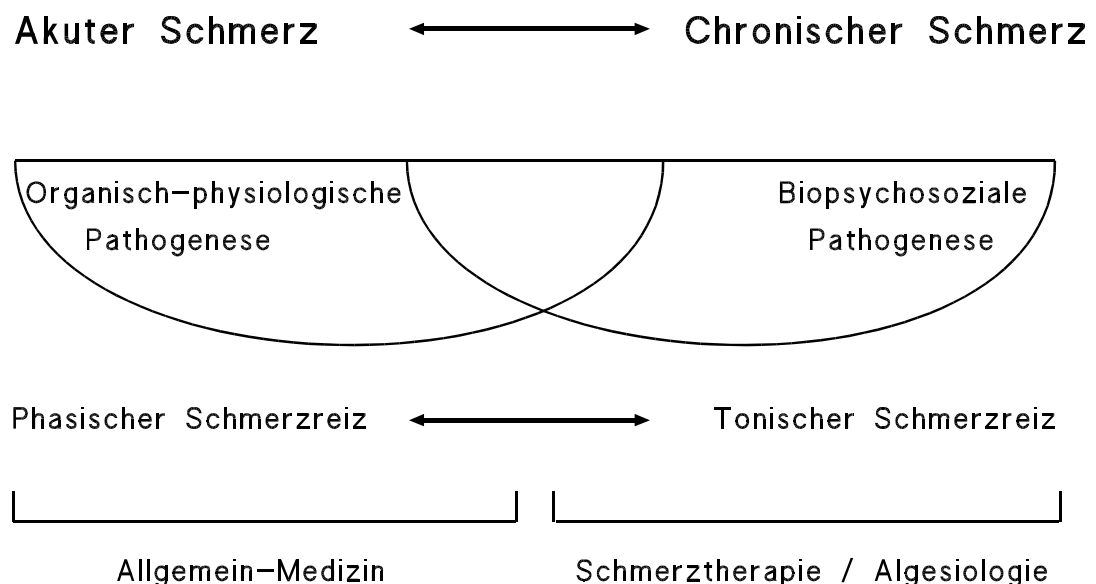 Akuter Schmerz
Chronischer Schmerz
Organisch-physiologische
Pathogenese
Biopsychosoziale
Pathogenese
Phasischer Schmerzreiz
Tonischer Schmerzreiz
Allgemein-Medizin
Schmerztherapie / Algesiologie